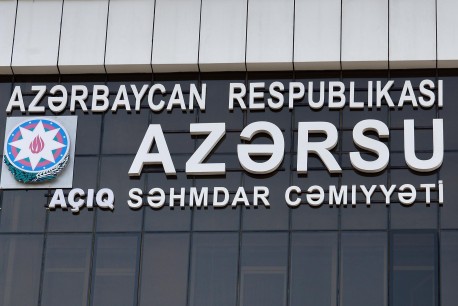 AZƏRBAYCAN RESPUBLİKASI
AZƏRSU
AÇIQ SƏHMDAR CƏMİYYƏTİ